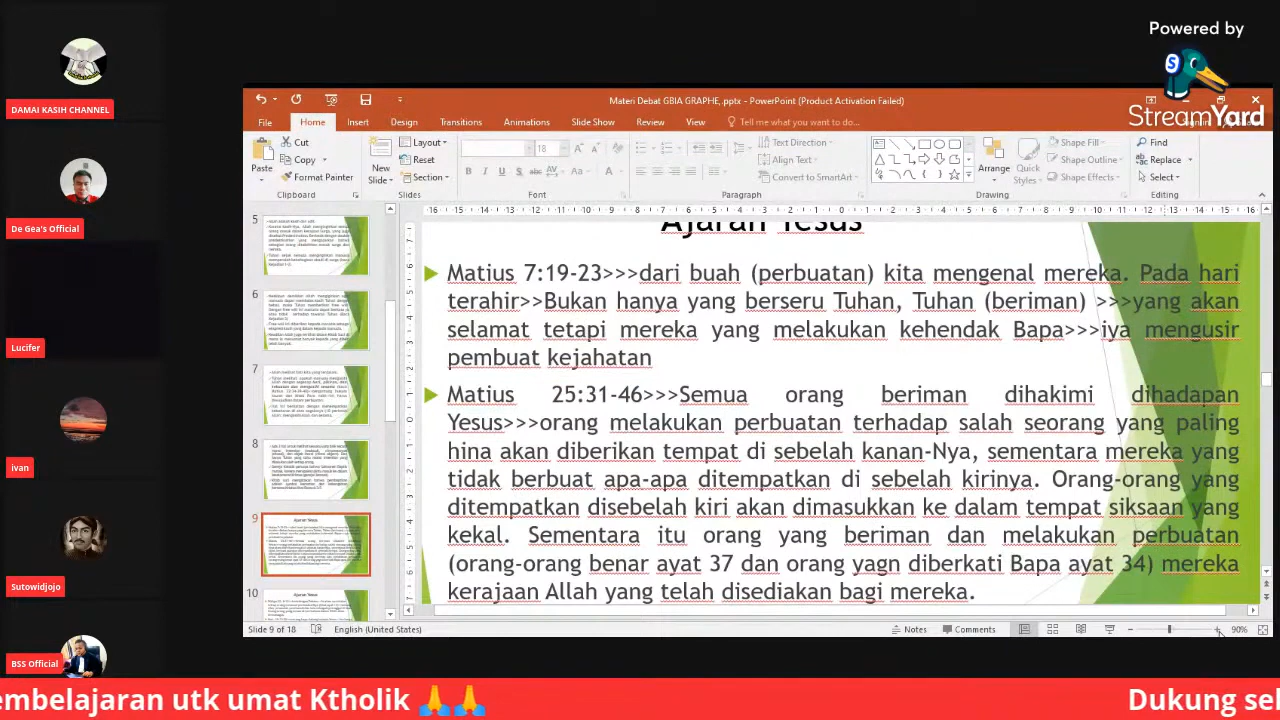 Powered by
StreamYard
DAMAI KASIH CHANNEL
De Gea's Official
Lucifer
ivan
Sutowidjojo
BSS Official
Materi Debat GBIA GRAPHE,.pptx - PowerPoint (Product Activation Failed)
File Home Insert Design Transitions Animations Slide Show Review View Tell me what you want to do...
Paste
Cut
Copy
Format Painter
Clipboard
New Slide
Layout
Reset
Section
Slides
18
Font
Text Direction
Align Text
Convert to SmartArt
Paragraph
Arrange
Quick Styles
Shape Fill
Shape Outline
Shape Effects
Drawing
Find
Replace
Select
Editing
5
6
7
8
9
10
Ajaran Yesus
Matius 7:19-23>>>dari buah (perbuatan) kita mengenal mereka. Pada hari
terahir>>Bukan hanya yang berseru Tuhan, Tuhan (beriman) >>>yang akan
selamat tetapi mereka yang melakukan kehendak Bapa>>>iya mengusir
pembuat kejahatan
Matius 25:31-46>>>Semua orang beriman dihakimi dihadapan
Yesus>>>orang melakukan perbuatan terhadap salah seorang yang paling
hina akan diberikan tempat di sebelah kanan-Nya, sementara mereka yang
tidak berbuat apa-apa ditempatkan di sebelah kirinya. Orang-orang yang
ditempatkan disebelah kiri akan dimasukkan ke dalam tempat siksaan yang
kekal. Sementara itu orang yang beriman dan melakukan perbuatan
(orang-orang benar ayat 37 dan orang yagn diberkati Bapa ayat 34) mereka
kerajaan Allah yang telah disediakan bagi mereka.
Slide 9 of 18 English (United States) Notes Comments 90%
embelajaran utk umat Ktholik 🙏🙏 Dukung sel